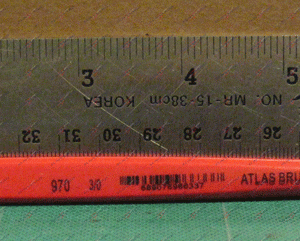 3 4 5
NO. MR-15-38cm KOREA
32 31 30 29 28 27 26
970 3/0 ATLAS BRU